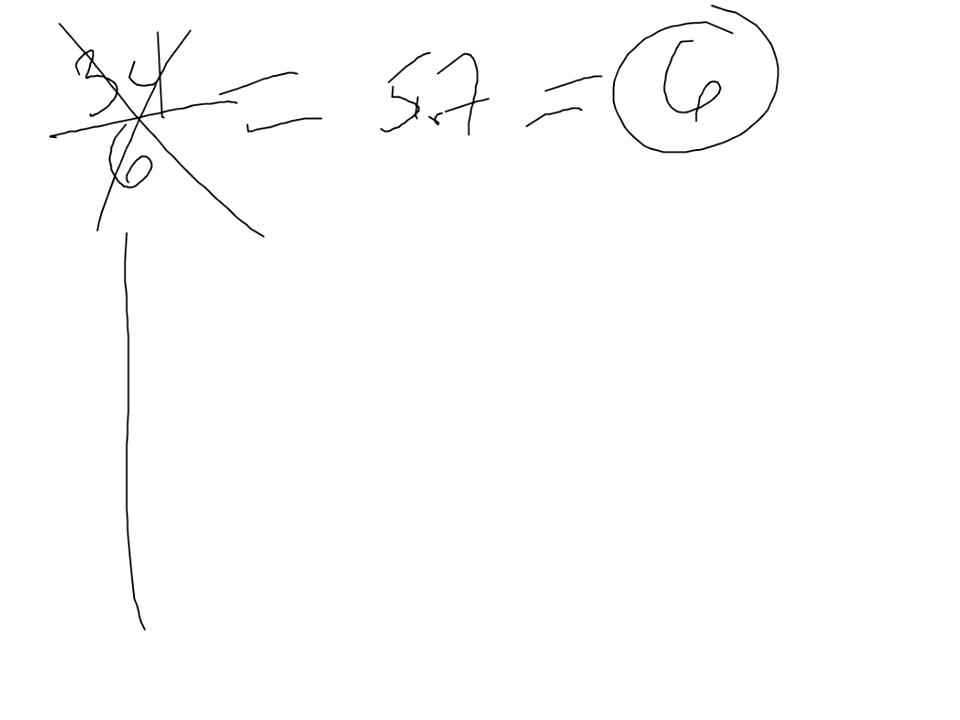 34/6 = 5.7 = 6